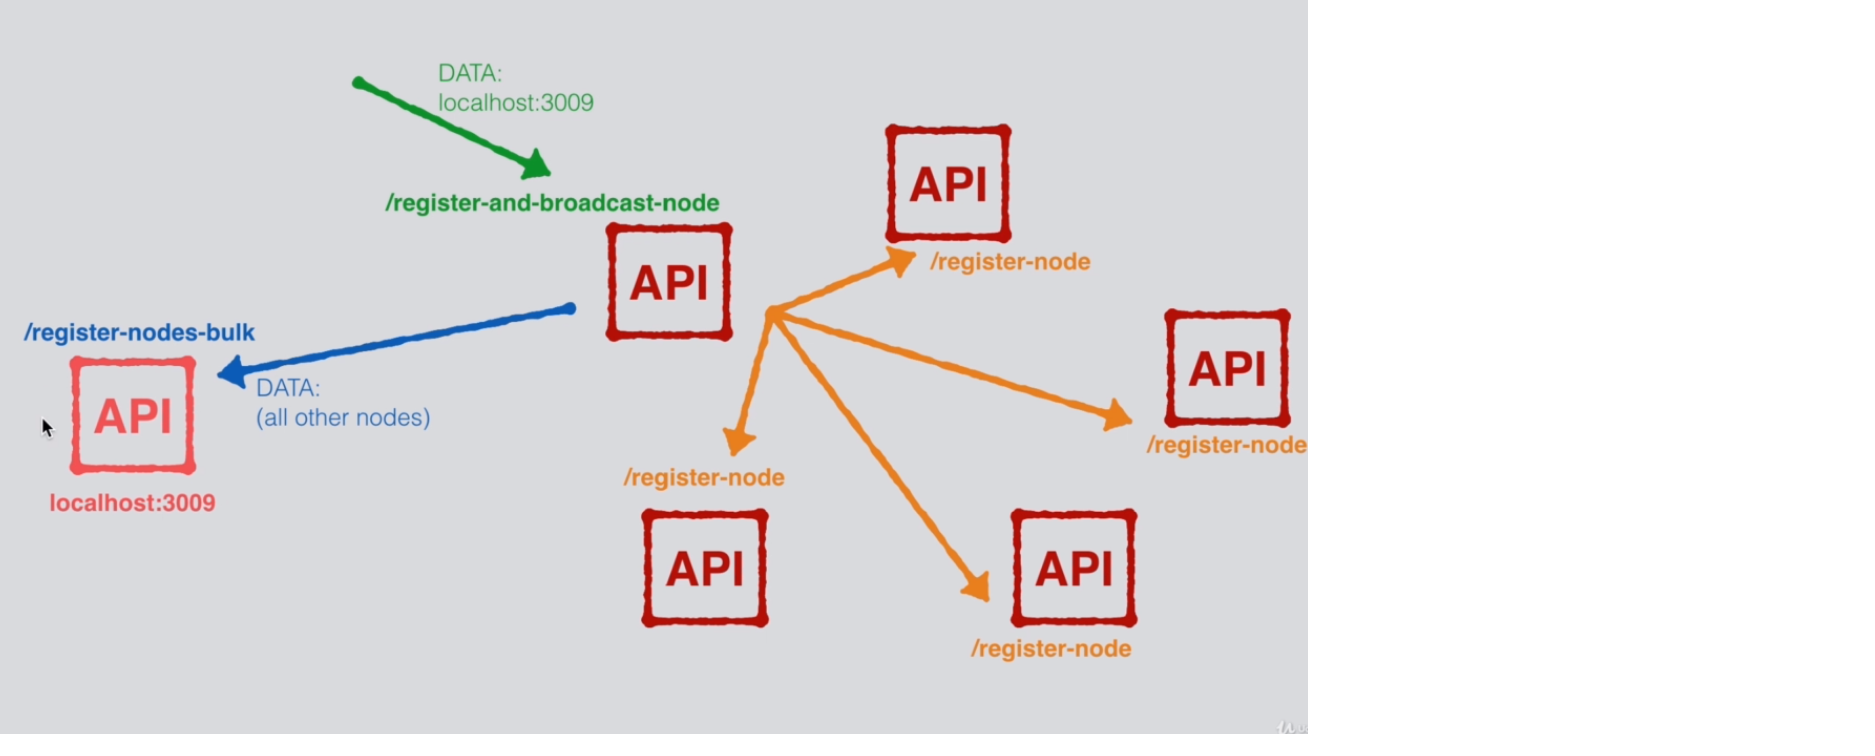 DATA:
localhost:3009
/register-and-broadcast-node
API
API
/register-node
/register-nodes-bulk
API
DATA:
(all other nodes)
localhost:3009
API
/register-node
/register-node
API
API
/register-node